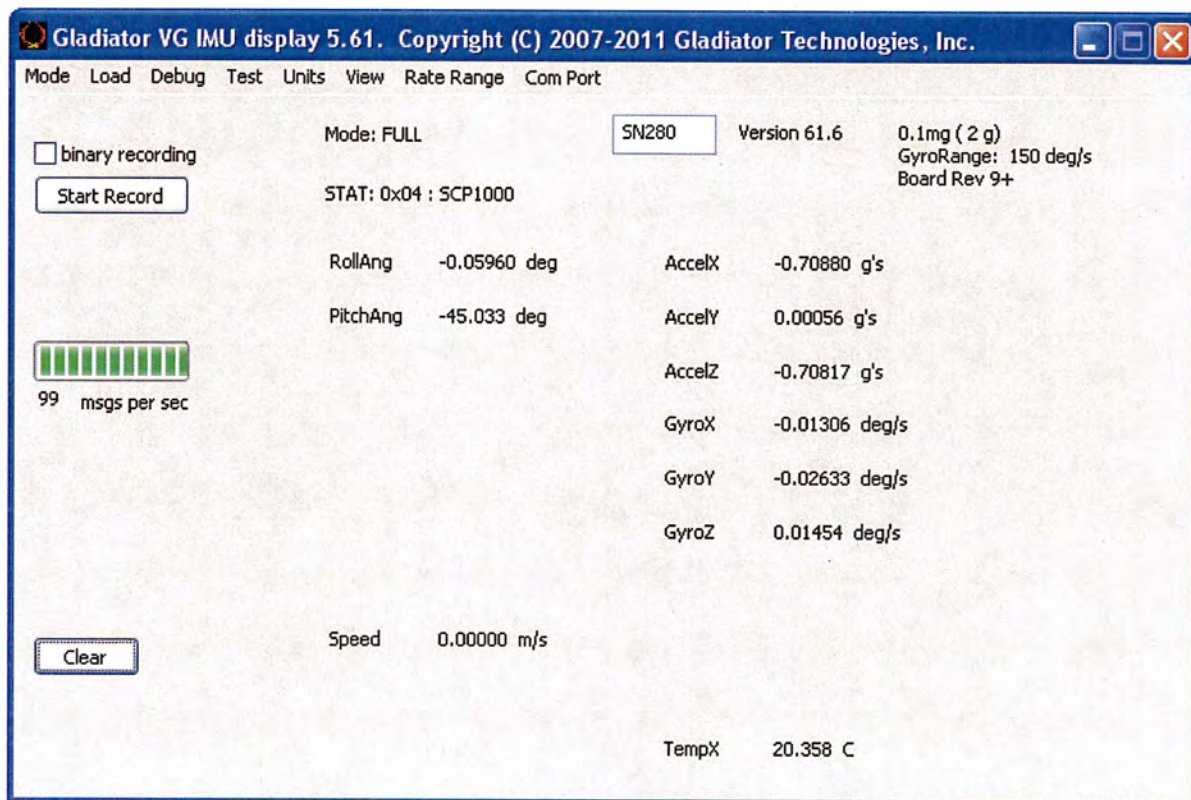 Gladiator VG IMU display 5.61. Copyright (C) 2007-2011 Gladiator Technologies, Inc.
Mode Load Debug Test Units View Rate Range Com Port
binary recording
Start Record
Mode: FULL
SN280
Version 61.6
0.1mg ( 2 g)
GyroRange: 150 deg/s
Board Rev 9+
STAT: 0x04 : SCP1000
RollAng -0.05960 deg
PitchAng -45.033 deg
AccelX -0.70880 g's
AccelY 0.00056 g's
AccelZ -0.70817 g's
GyroX -0.01306 deg/s
GyroY -0.02633 deg/s
GyroZ 0.01454 deg/s
99 msgs per sec
Clear
Speed 0.00000 m/s
TempX 20.358 C